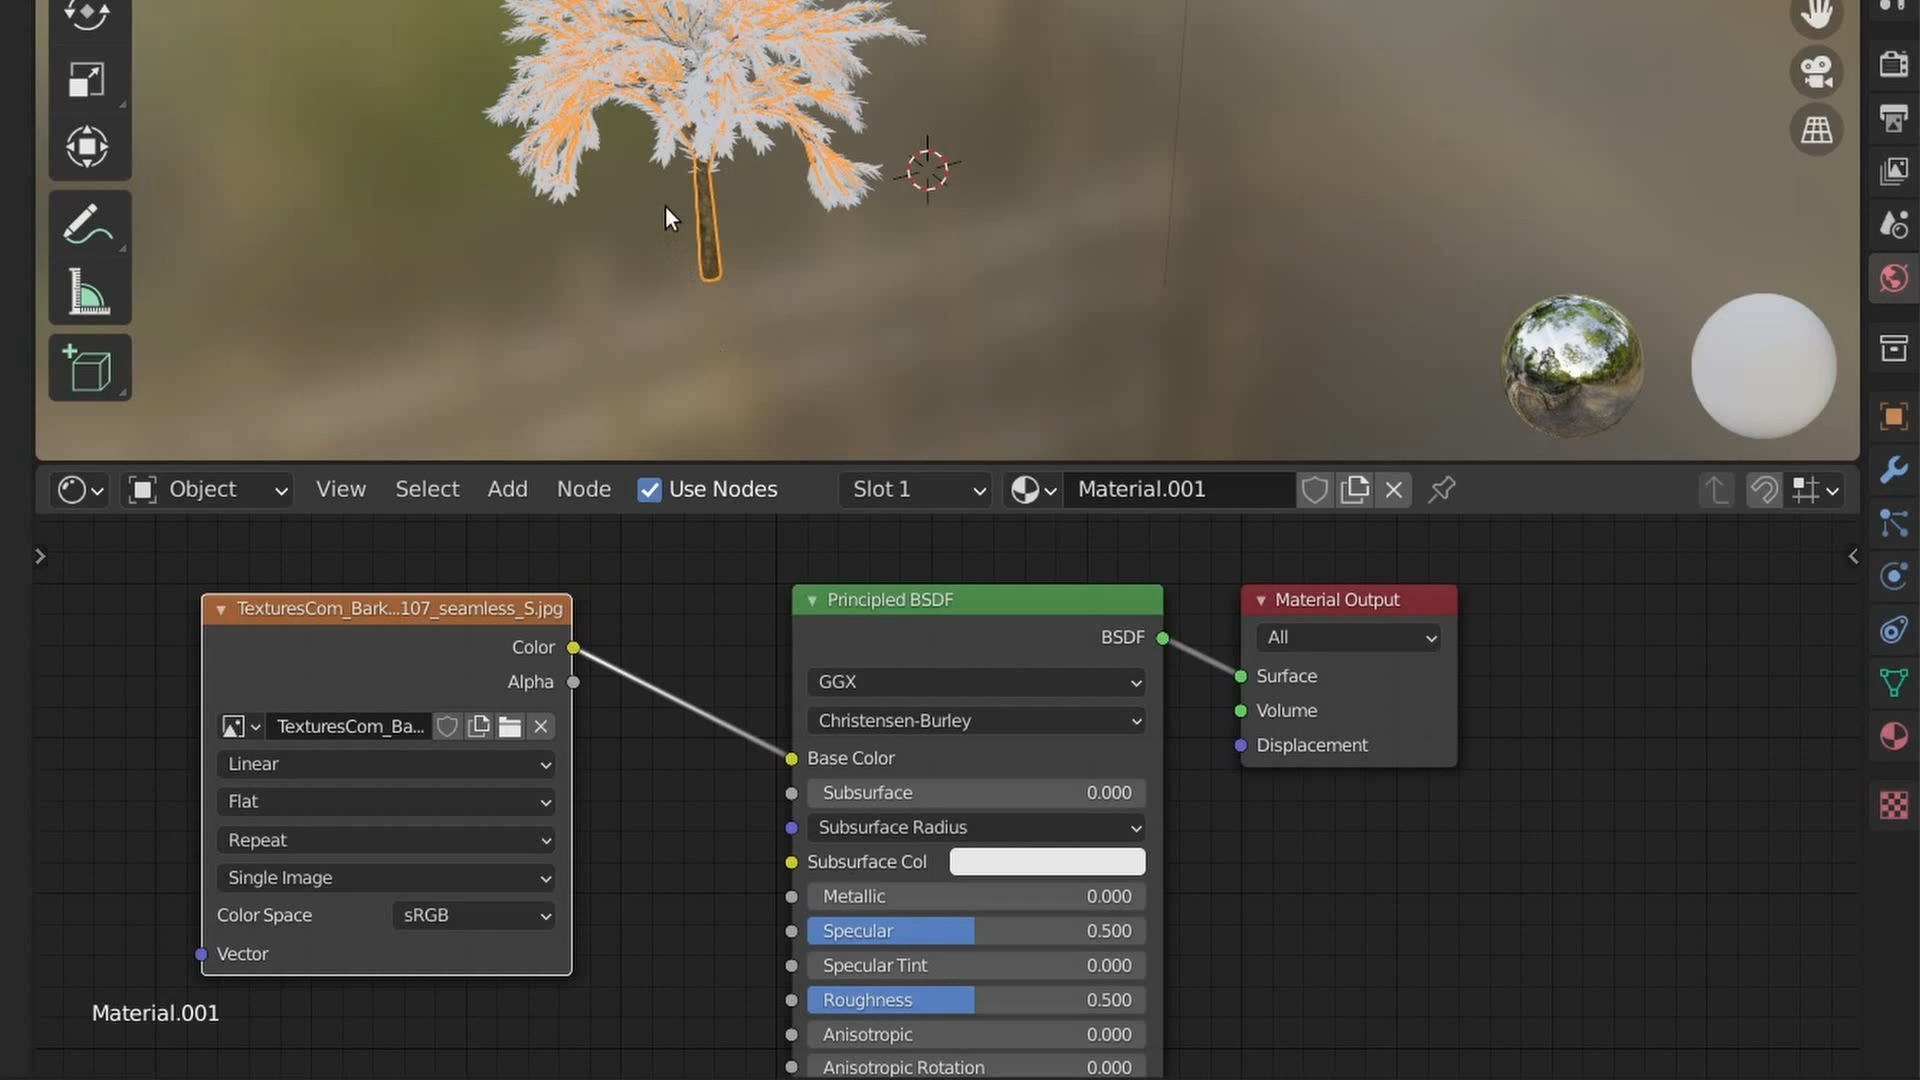 Object
View
Select
Add
Node
Use Nodes
Slot 1
Material.001
TexturesCom_Bark...107_seamless_S.jpg
Color
Alpha
TexturesCom_Ba...
Linear
Flat
Repeat
Single Image
Color Space
sRGB
Vector
Material.001
Principled BSDF
BSDF
GGX
Christensen-Burley
Base Color
Subsurface 0.000
Subsurface Radius
Subsurface Col
Metallic 0.000
Specular 0.500
Specular Tint 0.000
Roughness 0.500
Anisotropic 0.000
Anisotropic Rotation 0.000
Material Output
All
Surface
Volume
Displacement